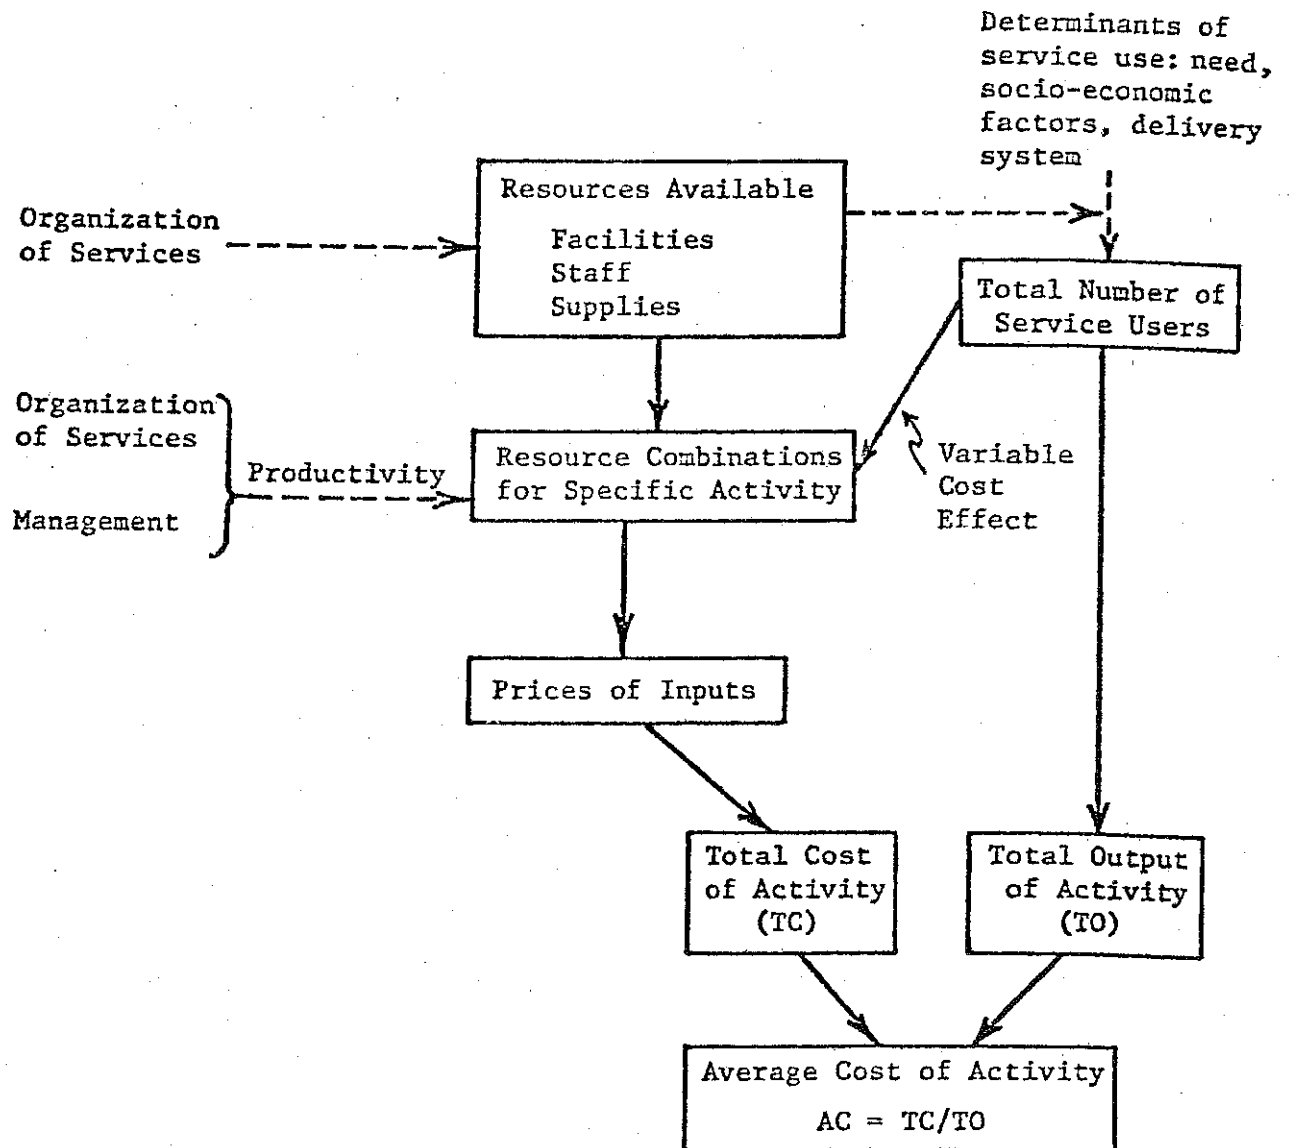 Determinants of
service use: need,
socio-economic
factors, delivery
system
Resources Available
Facilities
Staff
Supplies
Organization
of Services
Total Number of
Service Users
Organization
of Services
Management
Productivity
Resource Combinations
for Specific Activity
Variable
Cost
Effect
Prices of Inputs
Total Cost
of Activity
(TC)
Total Output
of Activity
(TO)
Average Cost of Activity
AC = TC/TO